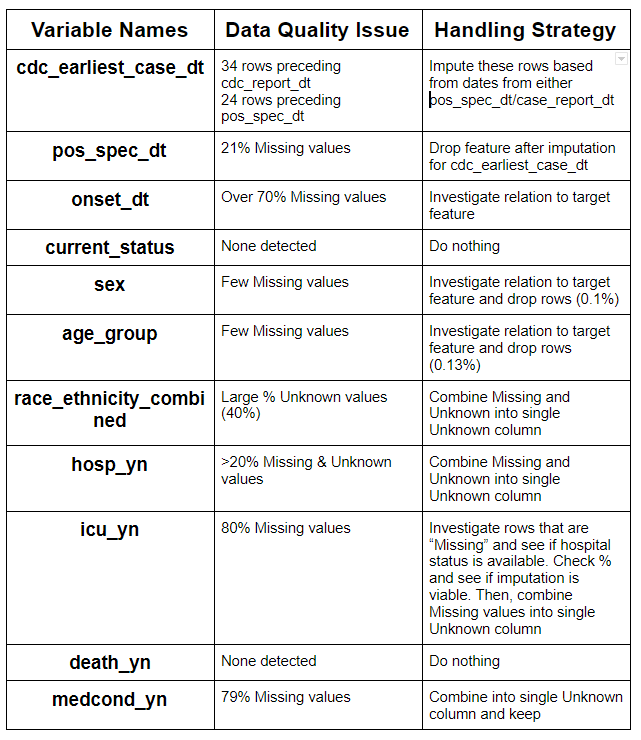 Variable Names
Data Quality Issue
Handling Strategy
cdc_earliest_case_dt
34 rows preceding
cdc_report_dt
24 rows preceding
pos_spec_dt
Impute these rows based
from dates from either
pos_spec_dt/case_report_dt
pos_spec_dt
21% Missing values
Drop feature after imputation
for cdc_earliest_case_dt
onset_dt
Over 70% Missing values
Investigate relation to target
feature
current_status
None detected
Do nothing
sex
Few Missing values
Investigate relation to target
feature and drop rows (0.1%)
age_group
Few Missing values
Investigate relation to target
feature and drop rows
(0.13%)
race_ethnicity_combi
ned
Large % Unknown values
(40%)
Combine Missing and
Unknown into single
Unknown column
hosp_yn
>20% Missing & Unknown
values
Combine Missing and
Unknown into single
Unknown column
icu_yn
80% Missing values
Investigate rows that are
“Missing” and see if hospital
status is available. Check %
and see if imputation is
viable. Then, combine
Missing values into single
Unknown column
death_yn
None detected
Do nothing
medcond_yn
79% Missing values
Combine into single Unknown
column and keep